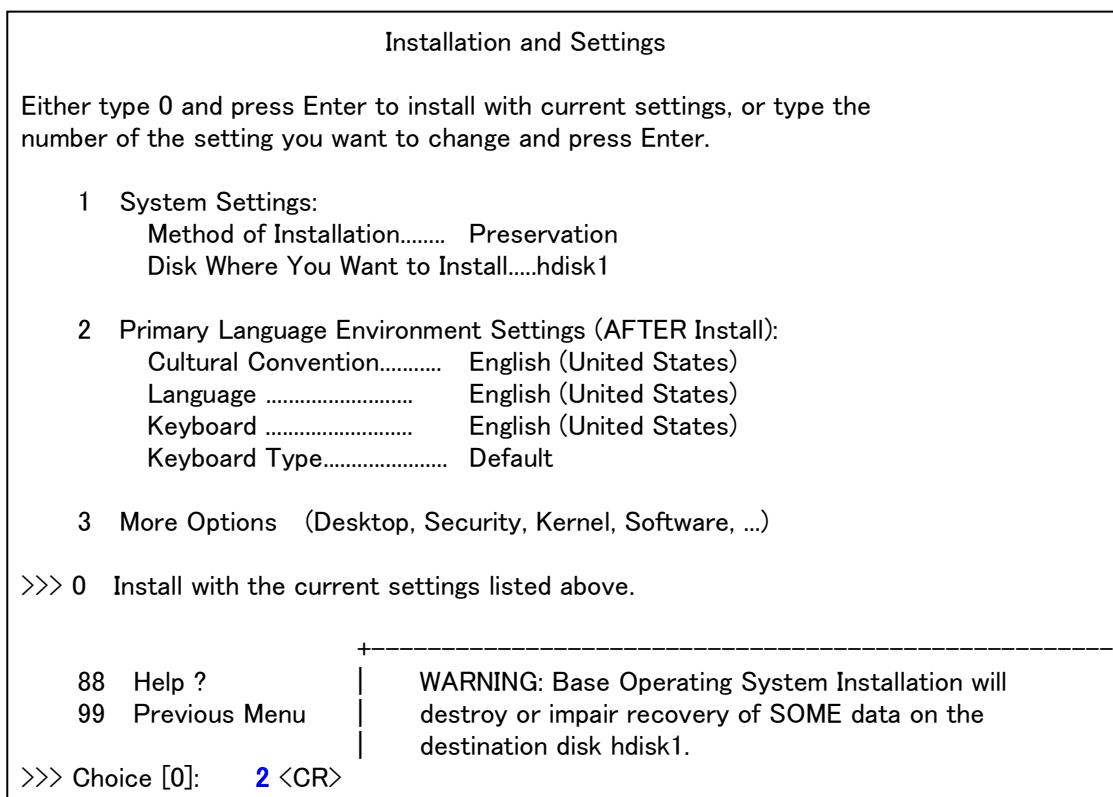 Installation and Settings
Either type 0 and press Enter to install with current settings, or type the
number of the setting you want to change and press Enter.
1 System Settings:
Method of Installation........ Preservation
Disk Where You Want to Install.....hdisk1
2 Primary Language Environment Settings (AFTER Install):
Cultural Convention........... English (United States)
Language .......................... English (United States)
Keyboard .......................... English (United States)
Keyboard Type...................... Default
3 More Options (Desktop, Security, Kernel, Software, ...)
>>> 0 Install with the current settings listed above.
+-----------------------------------------------------
88 Help ? | WARNING: Base Operating System Installation will
99 Previous Menu | destroy or impair recovery of SOME data on the
| destination disk hdisk1.
>>> Choice [0]: 2 <CR>